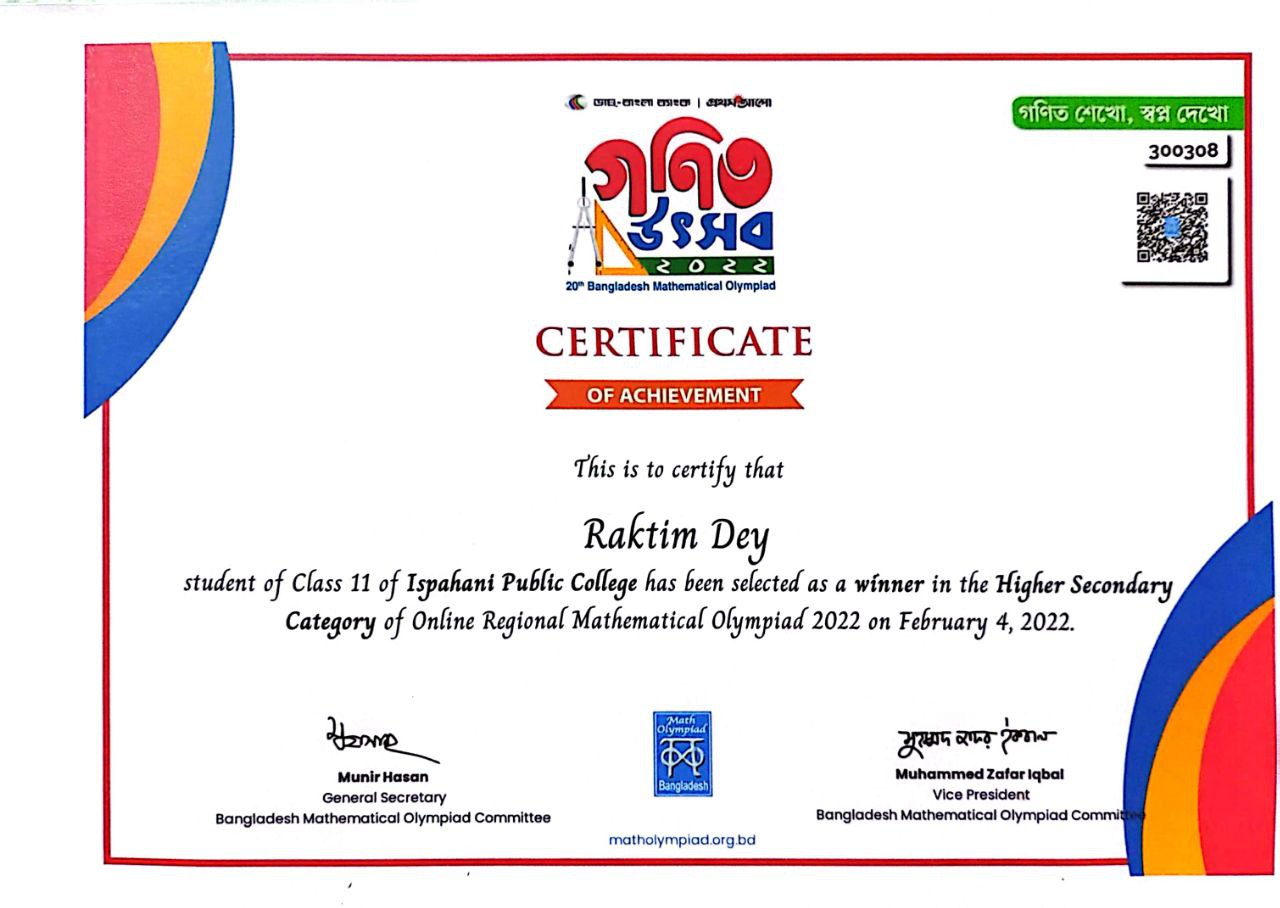 ডাচ্-বাংলা ব্যাংক | প্রথম আলো
গণিত
উৎসব
২০২২
20th Bangladesh Mathematical Olympiad
গণিত শেখো, স্বপ্ন দেখো
300308
CERTIFICATE
OF ACHIEVEMENT
This is to certify that
Raktim Dey
student of Class 11 of Ispahani Public College has been selected as a winner in the Higher Secondary
Category of Online Regional Mathematical Olympiad 2022 on February 4, 2022.
Munir Hasan
General Secretary
Bangladesh Mathematical Olympiad Committee
Math
Olympiad
Bangladesh
matholympiad.org.bd
মুহম্মদ জাফর ইকবাল
Muhammed Zafar Iqbal
Vice President
Bangladesh Mathematical Olympiad Committee